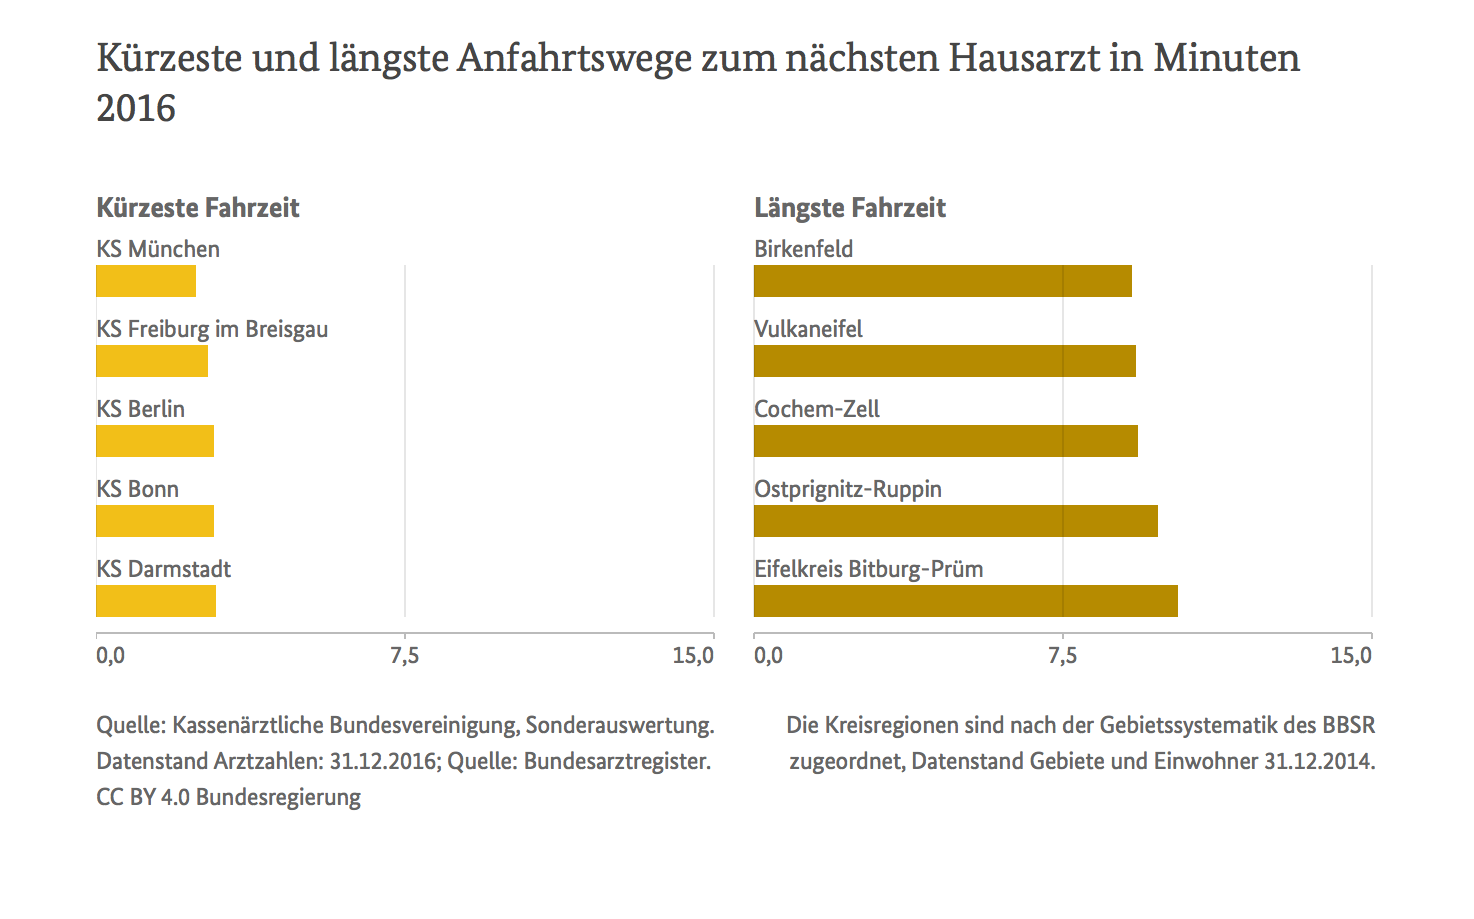 Kürzeste und längste Anfahrtswege zum nächsten Hausarzt in Minuten
2016
Kürzeste Fahrzeit
KS München
KS Freiburg im Breisgau
KS Berlin
KS Bonn
KS Darmstadt
0,0 7,5 15,0
Längste Fahrzeit
Birkenfeld
Vulkaneifel
Cochem-Zell
Ostprignitz-Ruppin
Eifelkreis Bitburg-Prüm
0,0 7,5 15,0
Quelle: Kassenärztliche Bundesvereinigung, Sonderauswertung.
Datenstand Arztzahlen: 31.12.2016; Quelle: Bundesarztregister.
CC BY 4.0 Bundesregierung
Die Kreisregionen sind nach der Gebietssystematik des BBSR
zugeordnet, Datenstand Gebiete und Einwohner 31.12.2014.